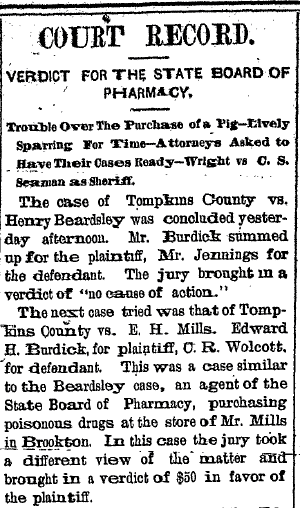 COURT RECORD.
VERDICT FOR THE STATE BOARD OF
PHARMACY.
Trouble Over The Purchase of a Pig—Lively
Sparring For Time—Attorneys Asked to
Have Their Cases Ready—Wright vs C. S.
Seaman as Sheriff.
The case of Tompkins County vs.
Henry Beardsley was concluded yester-
day afternoon. Mr. Burdick summed
up for the plaintiff, Mr. Jennings for
the defendant. The jury brought in a
verdict of "no cause of action."
The next case tried was that of Tomp-
kins County vs. E. H. Mills. Edward
H. Burdick, for plaintiff, C. R. Wolcott,
for defendant. This was a case similar
to the Beardsley case, an agent of the
State Board of Pharmacy, purchasing
poisonous drugs at the store of Mr. Mills
in Brookton. In this case the jury took
a different view of the matter and
brought in a verdict of $50 in favor of
the plaintiff.